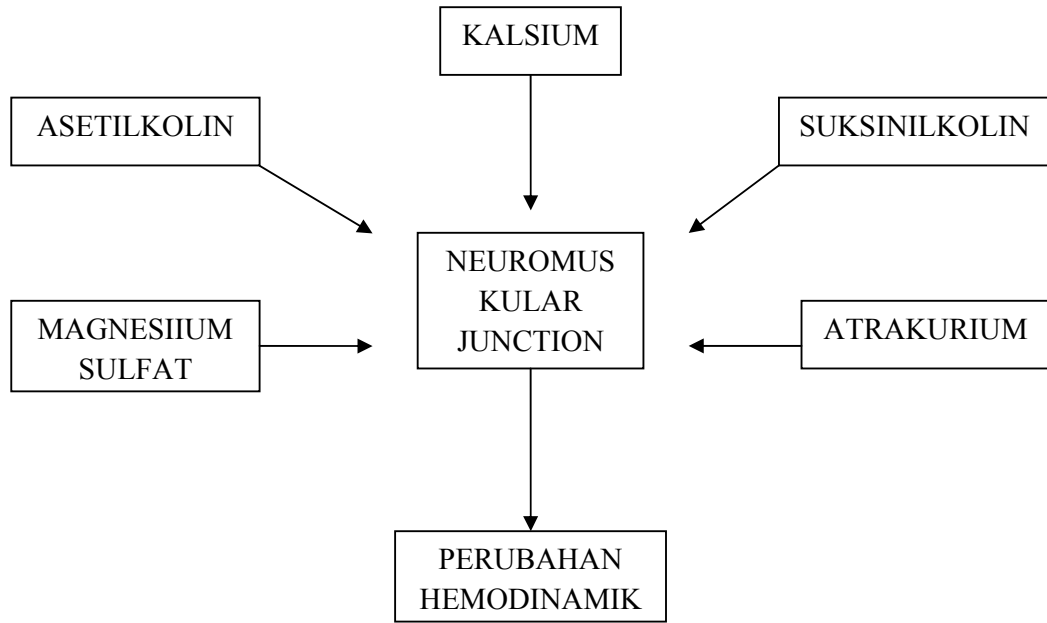 KALSIUM
ASETILKOLIN
SUKSINILKOLIN
NEUROMUS
KULAR
JUNCTION
MAGNESIIUM
SULFAT
ATRAKURIUM
PERUBAHAN
HEMODINAMIK